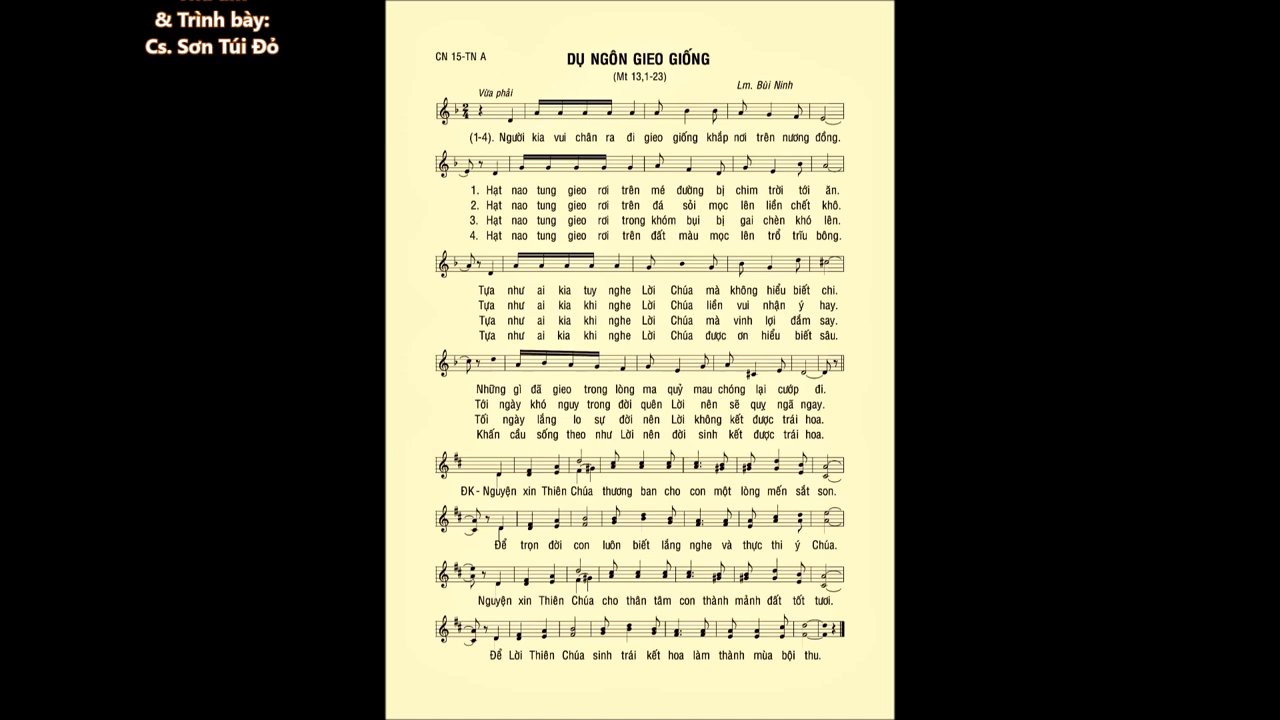 & Trình bày:
Cs. Sơn Túi Đỏ
CN 15-TN A
DỤ NGÔN GIEO GIỐNG
(Mt 13,1-23)
Lm. Bùi Ninh
Vừa phải
(1-4). Người kia vui chân ra đi gieo giống khắp nơi trên nương đồng.
1. Hạt nao tung gieo rơi trên mé đường bị chim trời tới ăn.
2. Hạt nao tung gieo rơi trên đá sỏi mọc lên liền chết khô.
3. Hạt nao tung gieo rơi trong khóm bụi bị gai chèn khó lên.
4. Hạt nao tung gieo rơi trên đất màu mọc lên trổ trĩu bông.
Tựa như ai kia tuy nghe Lời Chúa mà không hiểu biết chi.
Tựa như ai kia khi nghe Lời Chúa liền vui nhận ý hay.
Tựa như ai kia khi nghe Lời Chúa mà vinh lợi đắm say.
Tựa như ai kia khi nghe Lời Chúa được ơn hiểu biết sâu.
Những gì đã gieo trong lòng ma quỷ mau chóng lại cướp đi.
Tới ngày khó nguy trong đời quên Lời nên sẽ quỵ ngã ngay.
Tối ngày lắng lo sự đời nên Lời không kết được trái hoa.
Khấn cầu sống theo như Lời nên đời sinh kết được trái hoa.
ĐK- Nguyện xin Thiên Chúa thương ban cho con một lòng mến sắt son.
Để trọn đời con luôn biết lắng nghe và thực thi ý Chúa.
Nguyện xin Thiên Chúa cho thân tâm con thành mảnh đất tốt tươi.
Để Lời Thiên Chúa sinh trái kết hoa làm thành mùa bội thu.